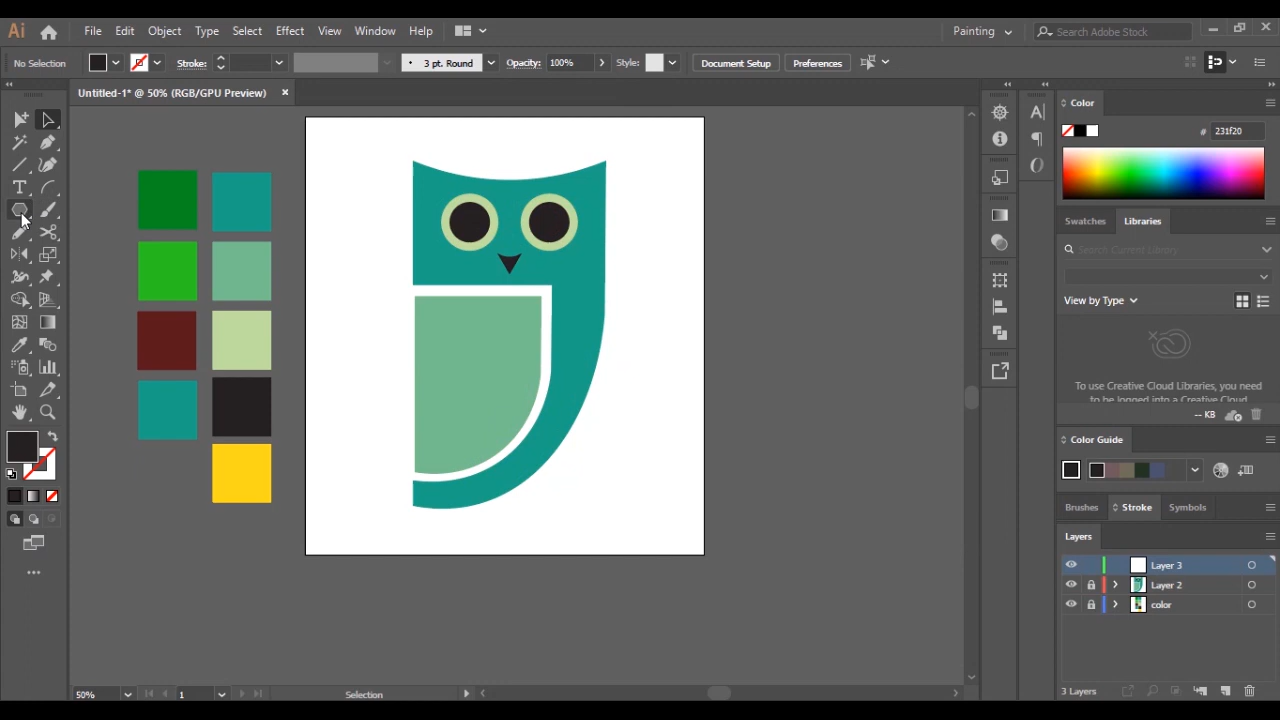 Ai File Edit Object Type Select Effect View Window Help Painting Search Adobe Stock
No Selection Stroke: 3 pt. Round Opacity: 100% Style: Document Setup Preferences
Untitled-1* @ 50% (RGB/GPU Preview)
Color
# 231f20
Swatches Libraries
Search Current Library
View by Type
To use Creative Cloud Libraries, you need
to be logged into a Creative Cloud
-- KB
Color Guide
Brushes Stroke Symbols
Layers
Layer 3
Layer 2
color
3 Layers
50% 1 Selection